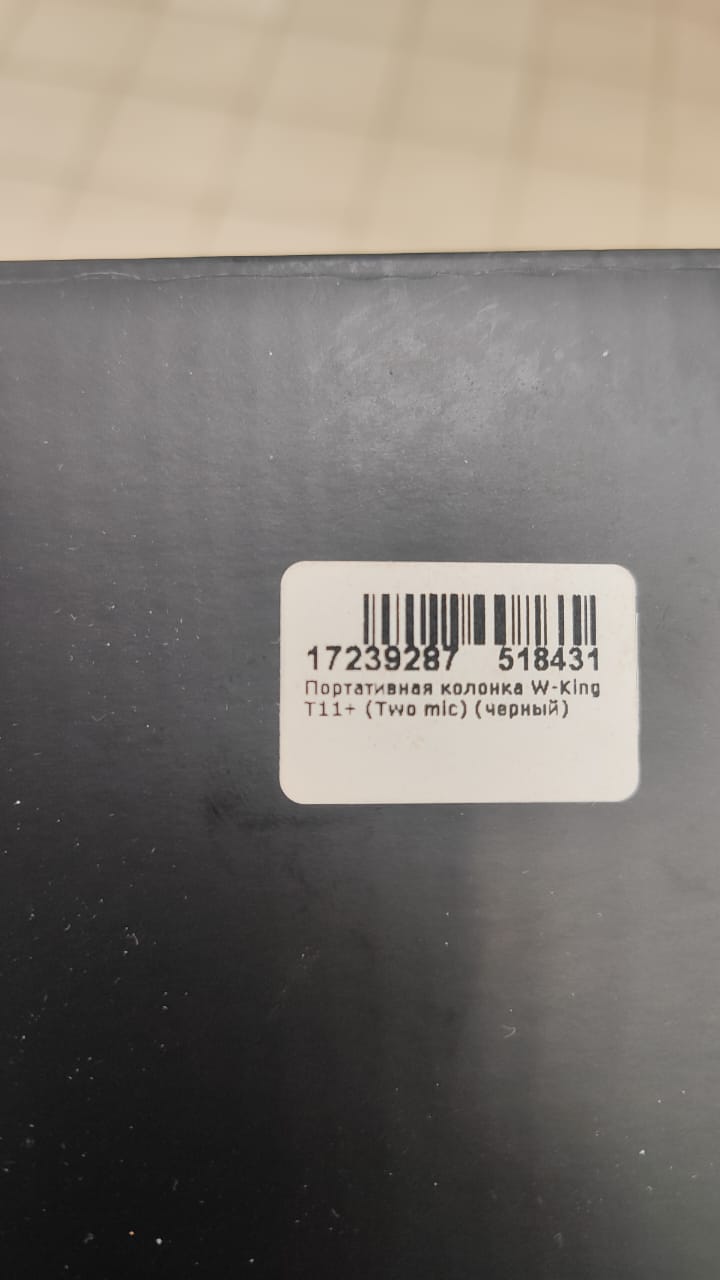 17239287 518431
Портативная колонка W-King
T11+ (Two mic) (черный)